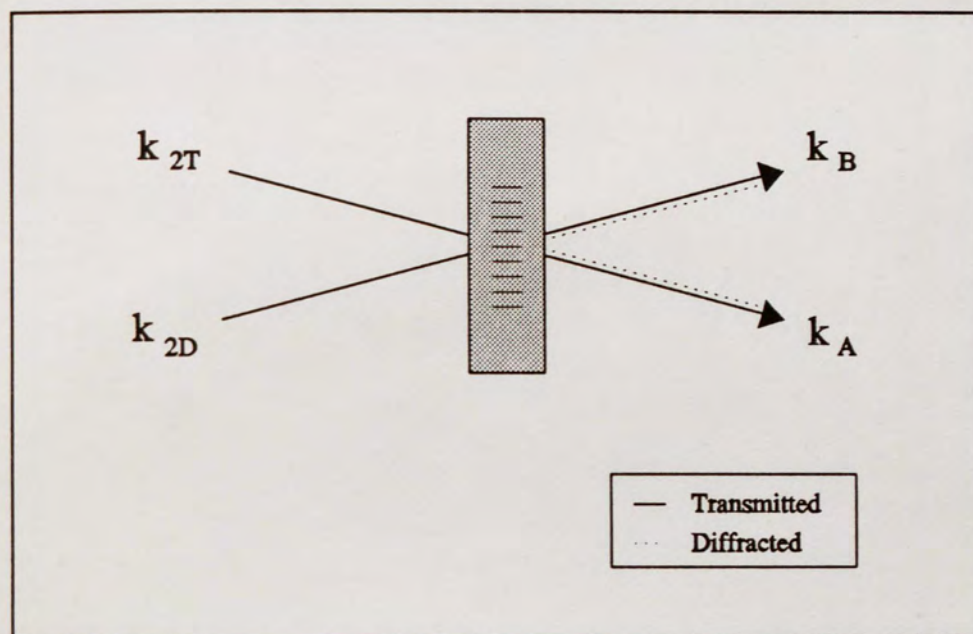 k 2T
k B
k 2D
k A
Transmitted
Diffracted